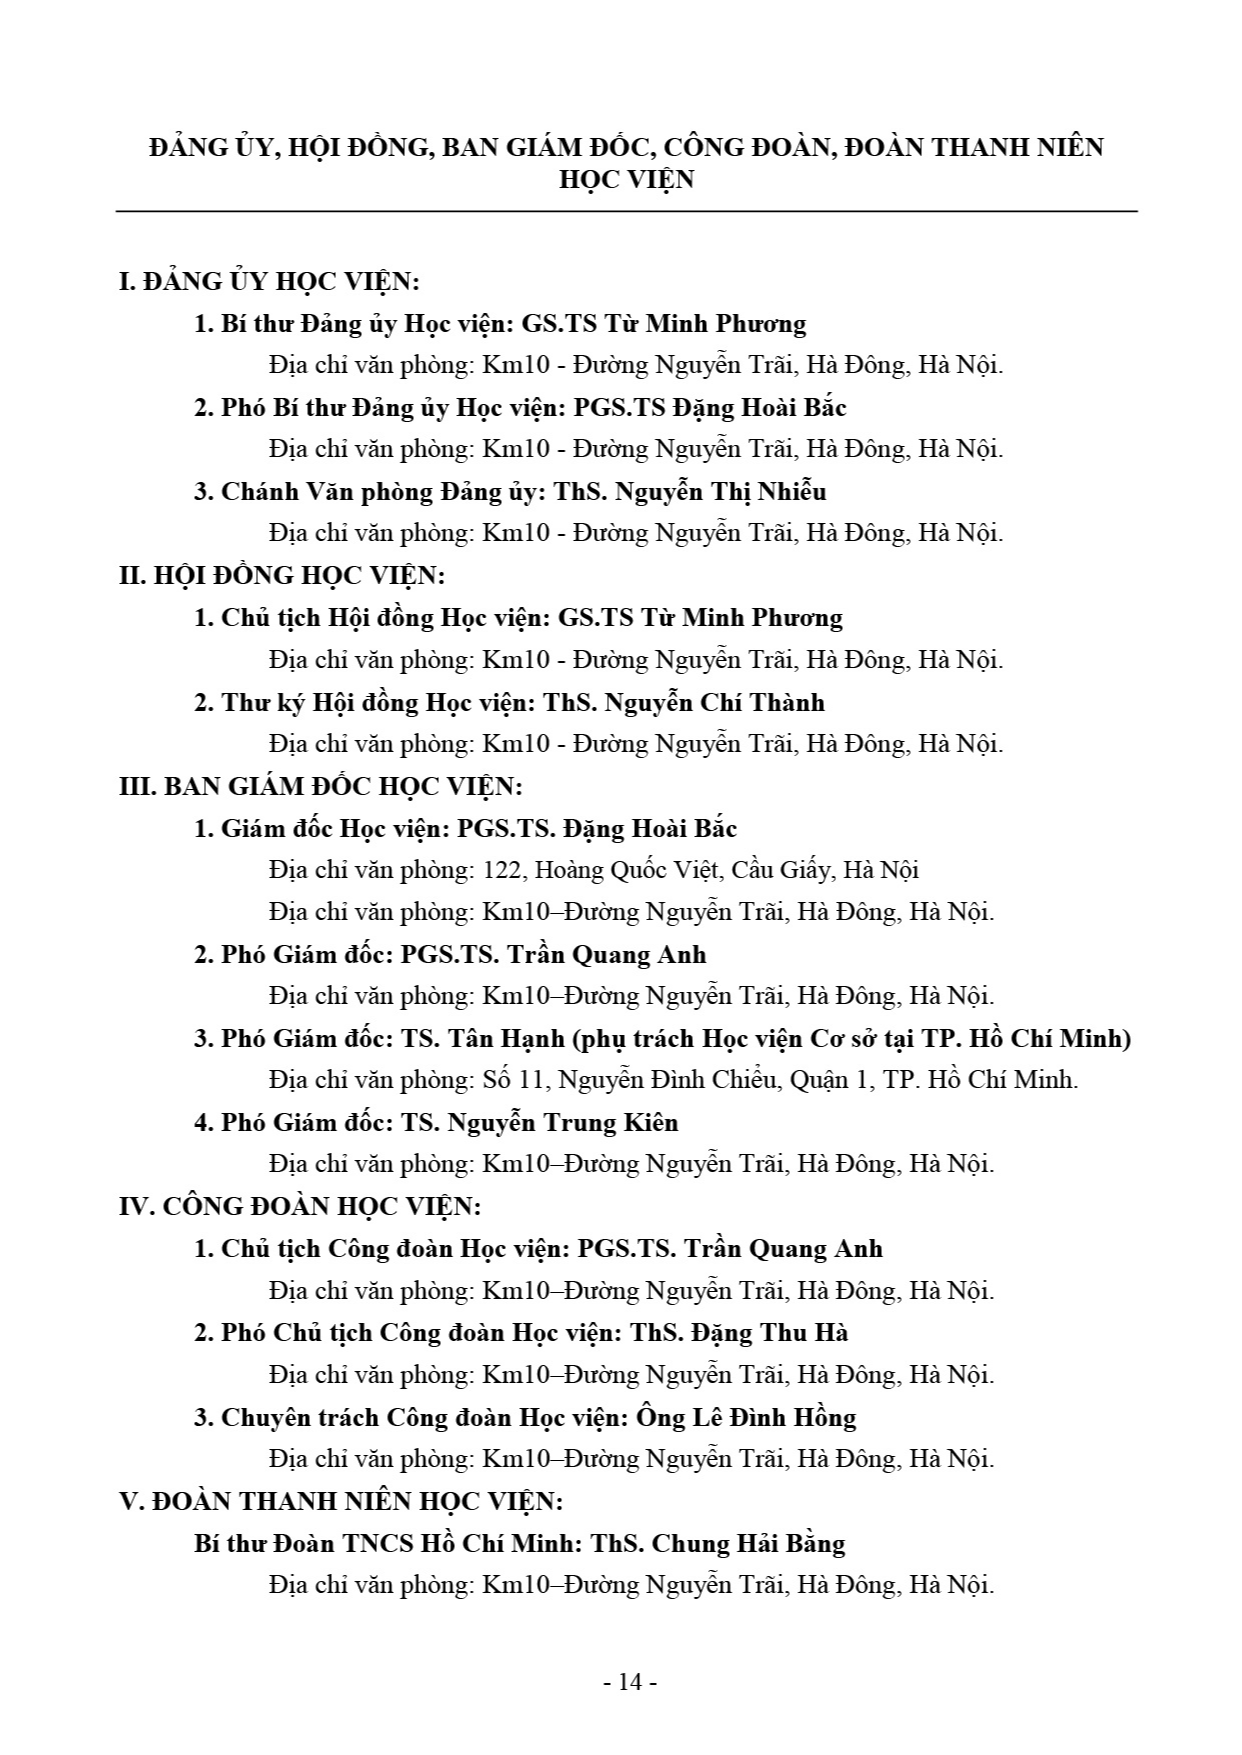 ĐẢNG ỦY, HỘI ĐỒNG, BAN GIÁM ĐỐC, CÔNG ĐOÀN, ĐOÀN THANH NIÊN
HỌC VIỆN
I. ĐẢNG ỦY HỌC VIỆN:
1. Bí thư Đảng ủy Học viện: GS.TS Từ Minh Phương
Địa chỉ văn phòng: Km10 - Đường Nguyễn Trãi, Hà Đông, Hà Nội.
2. Phó Bí thư Đảng ủy Học viện: PGS.TS Đặng Hoài Bắc
Địa chỉ văn phòng: Km10 - Đường Nguyễn Trãi, Hà Đông, Hà Nội.
3. Chánh Văn phòng Đảng ủy: ThS. Nguyễn Thị Nhiễu
Địa chỉ văn phòng: Km10 - Đường Nguyễn Trãi, Hà Đông, Hà Nội.
II. HỘI ĐỒNG HỌC VIỆN:
1. Chủ tịch Hội đồng Học viện: GS.TS Từ Minh Phương
Địa chỉ văn phòng: Km10 - Đường Nguyễn Trãi, Hà Đông, Hà Nội.
2. Thư ký Hội đồng Học viện: ThS. Nguyễn Chí Thành
Địa chỉ văn phòng: Km10 - Đường Nguyễn Trãi, Hà Đông, Hà Nội.
III. BAN GIÁM ĐỐC HỌC VIỆN:
1. Giám đốc Học viện: PGS.TS. Đặng Hoài Bắc
Địa chỉ văn phòng: 122, Hoàng Quốc Việt, Cầu Giấy, Hà Nội
Địa chỉ văn phòng: Km10–Đường Nguyễn Trãi, Hà Đông, Hà Nội.
2. Phó Giám đốc: PGS.TS. Trần Quang Anh
Địa chỉ văn phòng: Km10–Đường Nguyễn Trãi, Hà Đông, Hà Nội.
3. Phó Giám đốc: TS. Tân Hạnh (phụ trách Học viện Cơ sở tại TP. Hồ Chí Minh)
Địa chỉ văn phòng: Số 11, Nguyễn Đình Chiểu, Quận 1, TP. Hồ Chí Minh.
4. Phó Giám đốc: TS. Nguyễn Trung Kiên
Địa chỉ văn phòng: Km10–Đường Nguyễn Trãi, Hà Đông, Hà Nội.
IV. CÔNG ĐOÀN HỌC VIỆN:
1. Chủ tịch Công đoàn Học viện: PGS.TS. Trần Quang Anh
Địa chỉ văn phòng: Km10–Đường Nguyễn Trãi, Hà Đông, Hà Nội.
2. Phó Chủ tịch Công đoàn Học viện: ThS. Đặng Thu Hà
Địa chỉ văn phòng: Km10–Đường Nguyễn Trãi, Hà Đông, Hà Nội.
3. Chuyên trách Công đoàn Học viện: Ông Lê Đình Hồng
Địa chỉ văn phòng: Km10–Đường Nguyễn Trãi, Hà Đông, Hà Nội.
V. ĐOÀN THANH NIÊN HỌC VIỆN:
Bí thư Đoàn TNCS Hồ Chí Minh: ThS. Chung Hải Bằng
Địa chỉ văn phòng: Km10–Đường Nguyễn Trãi, Hà Đông, Hà Nội.
- 14 -